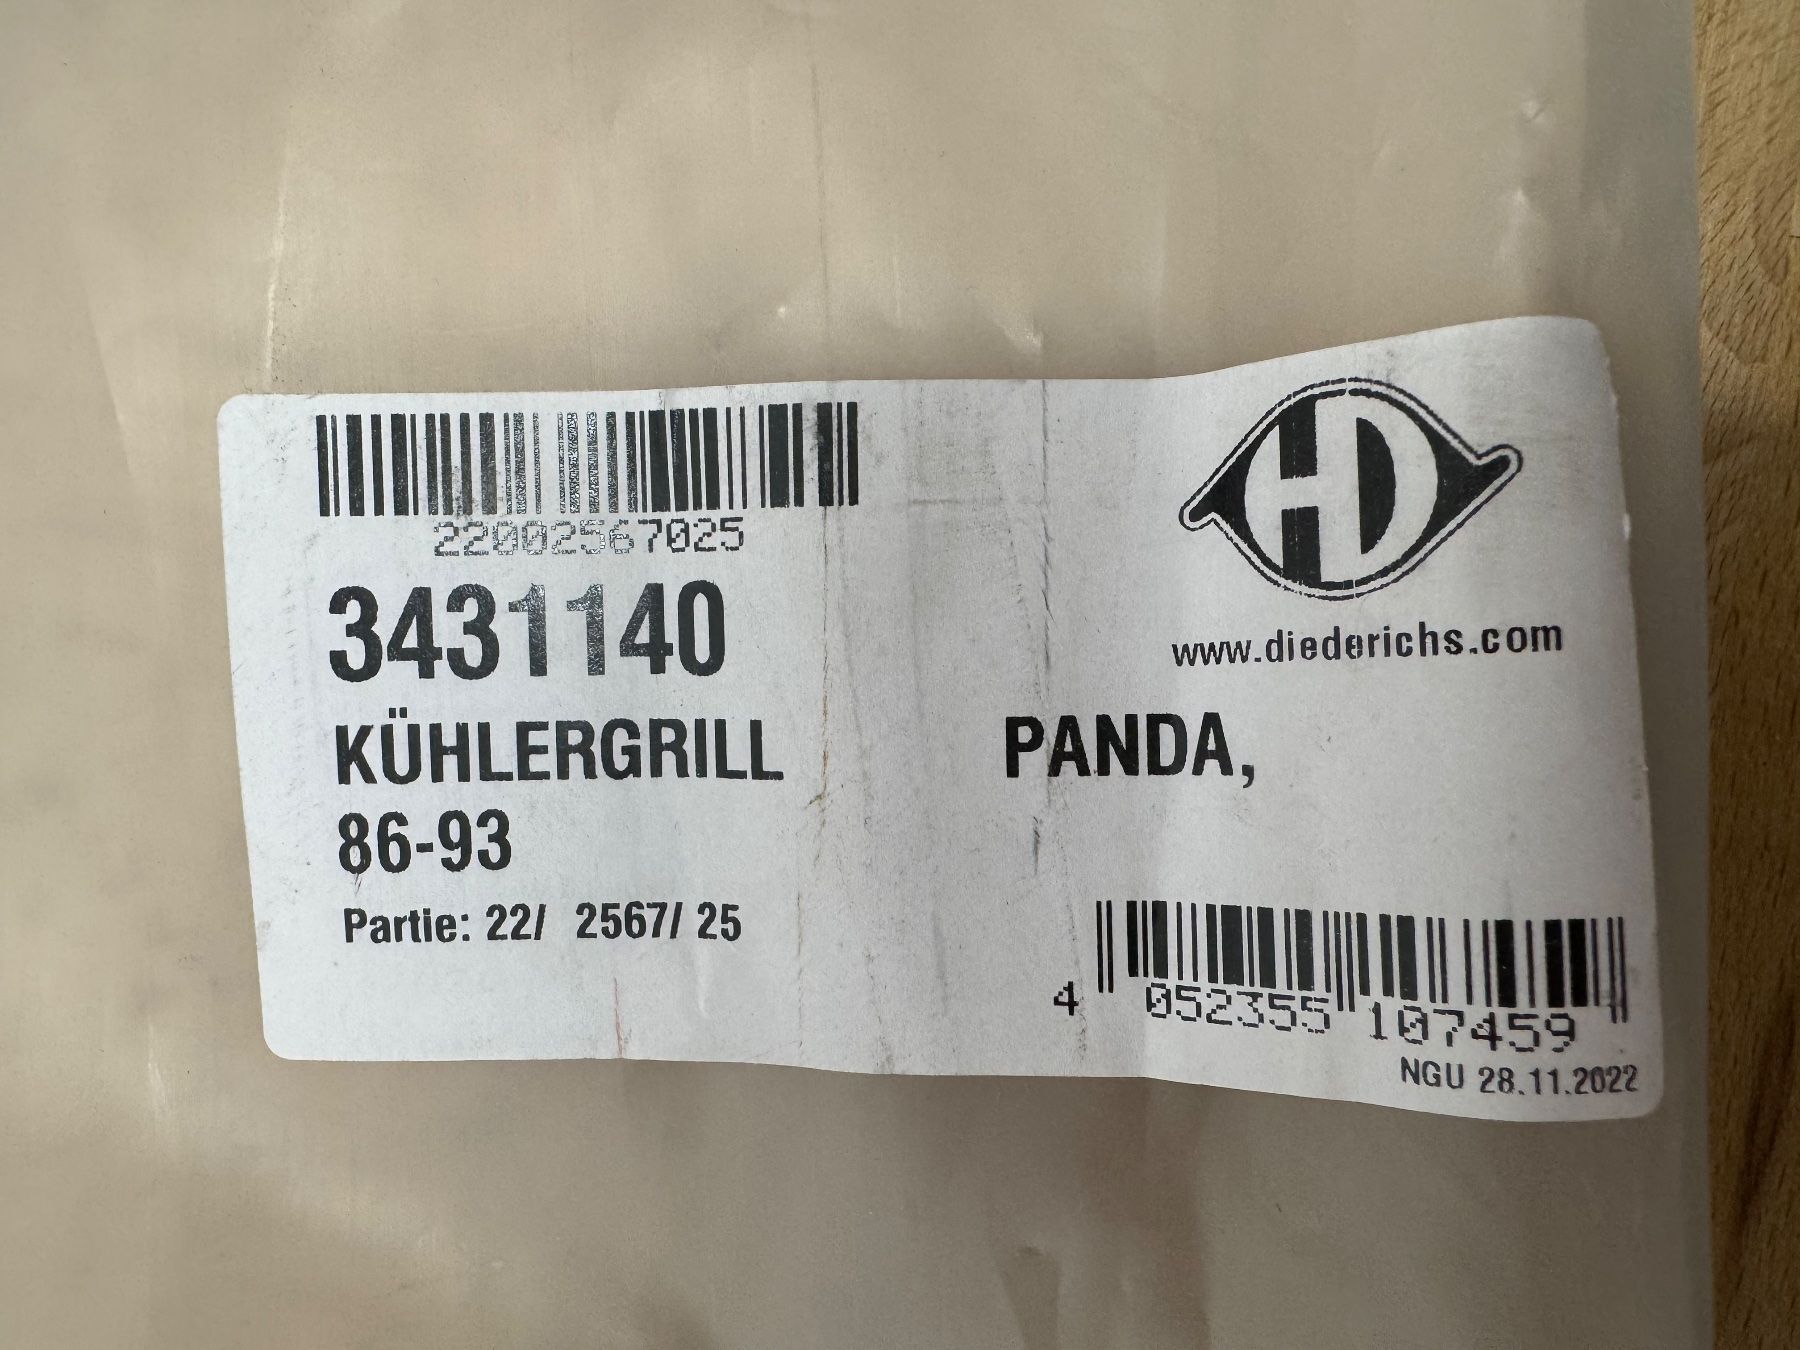 22002567025
3431140
KÜHLERGRILL
86-93
Partie: 22/ 2567/ 25
HD
www.diederichs.com
PANDA,
4 052355 107459
NGU 28.11.2022